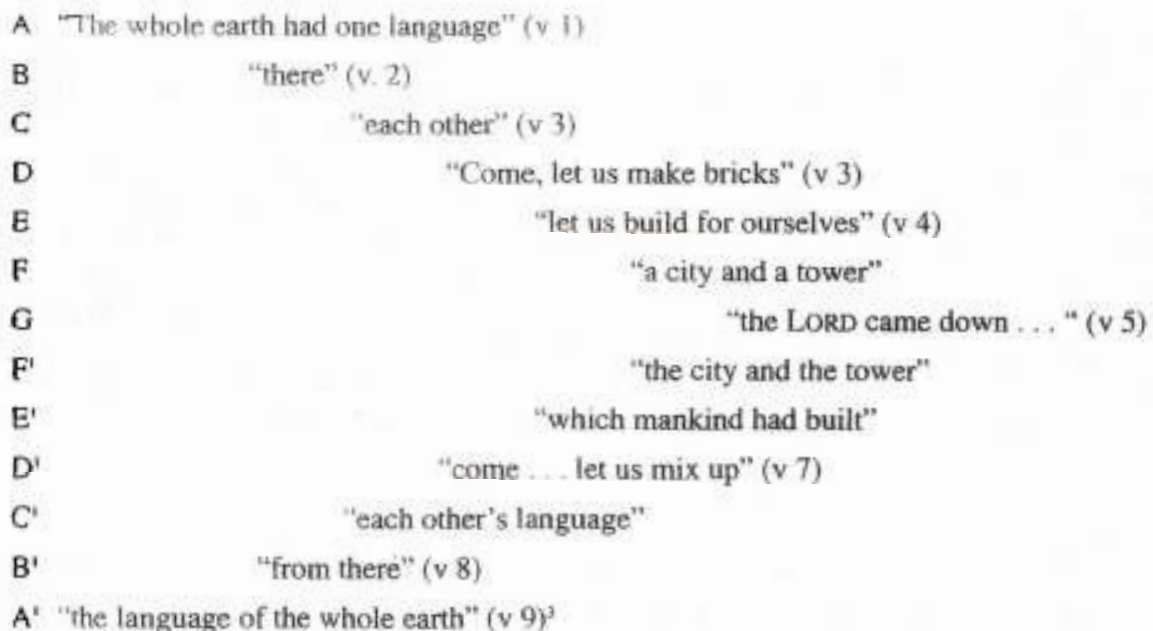 A "The whole earth had one language" (v 1)
B "there" (v. 2)
C "each other" (v 3)
D "Come, let us make bricks" (v 3)
E "let us build for ourselves" (v 4)
F "a city and a tower"
G "the LORD came down . . . " (v 5)
F' "the city and the tower"
E' "which mankind had built"
D' "come . . . let us mix up" (v 7)
C' "each other's language"
B' "from there" (v 8)
A' "the language of the whole earth" (v 9)³